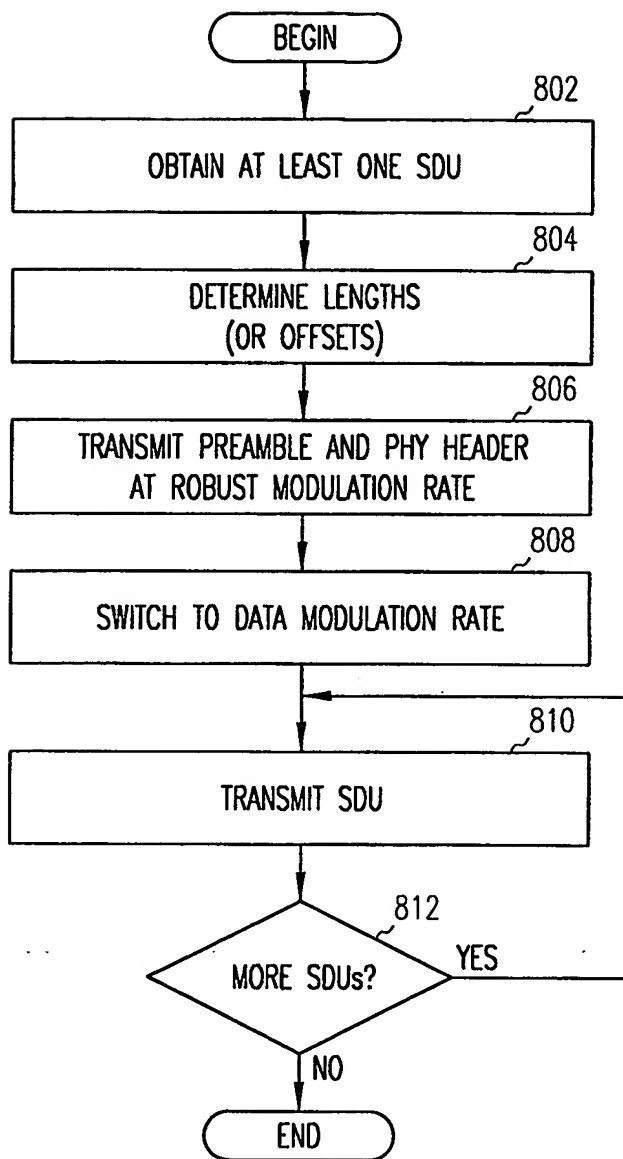 BEGIN
802
OBTAIN AT LEAST ONE SDU
804
DETERMINE LENGTHS
(OR OFFSETS)
806
TRANSMIT PREAMBLE AND PHY HEADER
AT ROBUST MODULATION RATE
808
SWITCH TO DATA MODULATION RATE
810
TRANSMIT SDU
812
MORE SDUs?
YES
NO
END